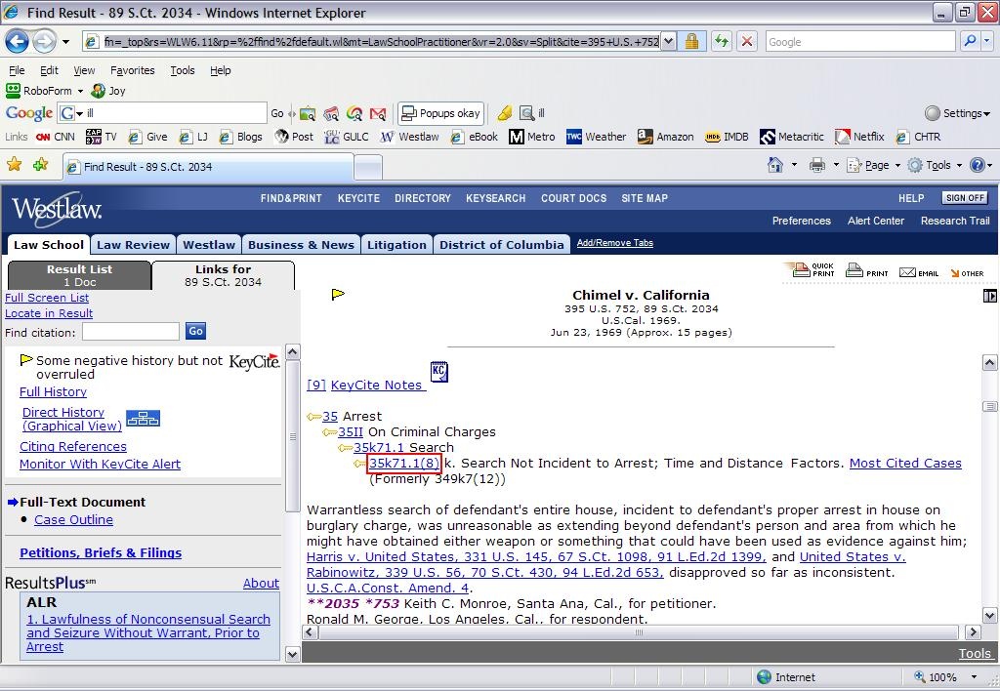 Find Result - 89 S.Ct. 2034 - Windows Internet Explorer
fn=_top&rs=WLW6.11&rp=%2ffind%2fdefault.wl&mt=LawSchoolPractitioner&vr=2.0&sv=Split&cite=395+U.S.+752
Google
File Edit View Favorites Tools Help
RoboForm Joy
Google G ill Go Popups okay ill Settings
Links CNN TV Give LJ Blogs Post GULC Westlaw eBook Metro Weather Amazon IMDB Metacritic Netflix CHTR
Find Result - 89 S.Ct. 2034 Page Tools
Westlaw. FIND&PRINT KEYCITE DIRECTORY KEYSEARCH COURT DOCS SITE MAP HELP SIGN OFF
Preferences Alert Center Research Trail
Law School Law Review Westlaw Business & News Litigation District of Columbia Add/Remove Tabs
Result List
1 Doc
Links for
89 S.Ct. 2034
QUICK PRINT PRINT EMAIL OTHER
Full Screen List
Locate in Result
Find citation: Go
Some negative history but not
overruled
KeyCite.
Full History
Direct History
(Graphical View)
Citing References
Monitor With KeyCite Alert
Full-Text Document
• Case Outline
Petitions, Briefs & Filings
ResultsPlus℠ About
ALR
1. Lawfulness of Nonconsensual Search
and Seizure Without Warrant, Prior to
Arrest
Chimel v. California
395 U.S. 752, 89 S.Ct. 2034
U.S.Cal. 1969.
Jun 23, 1969 (Approx. 15 pages)
[9] KeyCite Notes KC
35 Arrest
35II On Criminal Charges
35k71.1 Search
35k71.1(8) k. Search Not Incident to Arrest; Time and Distance Factors. Most Cited Cases
(Formerly 349k7(12))
Warrantless search of defendant's entire house, incident to defendant's proper arrest in house on
burglary charge, was unreasonable as extending beyond defendant's person and area from which he
might have obtained either weapon or something that could have been used as evidence against him;
Harris v. United States, 331 U.S. 145, 67 S.Ct. 1098, 91 L.Ed.2d 1399, and United States v.
Rabinowitz, 339 U.S. 56, 70 S.Ct. 430, 94 L.Ed.2d 653, disapproved so far as inconsistent.
U.S.C.A.Const. Amend. 4.
**2035 *753 Keith C. Monroe, Santa Ana, Cal., for petitioner.
Ronald M. George, Los Angeles, Cal., for respondent.
Tools
Internet 100%